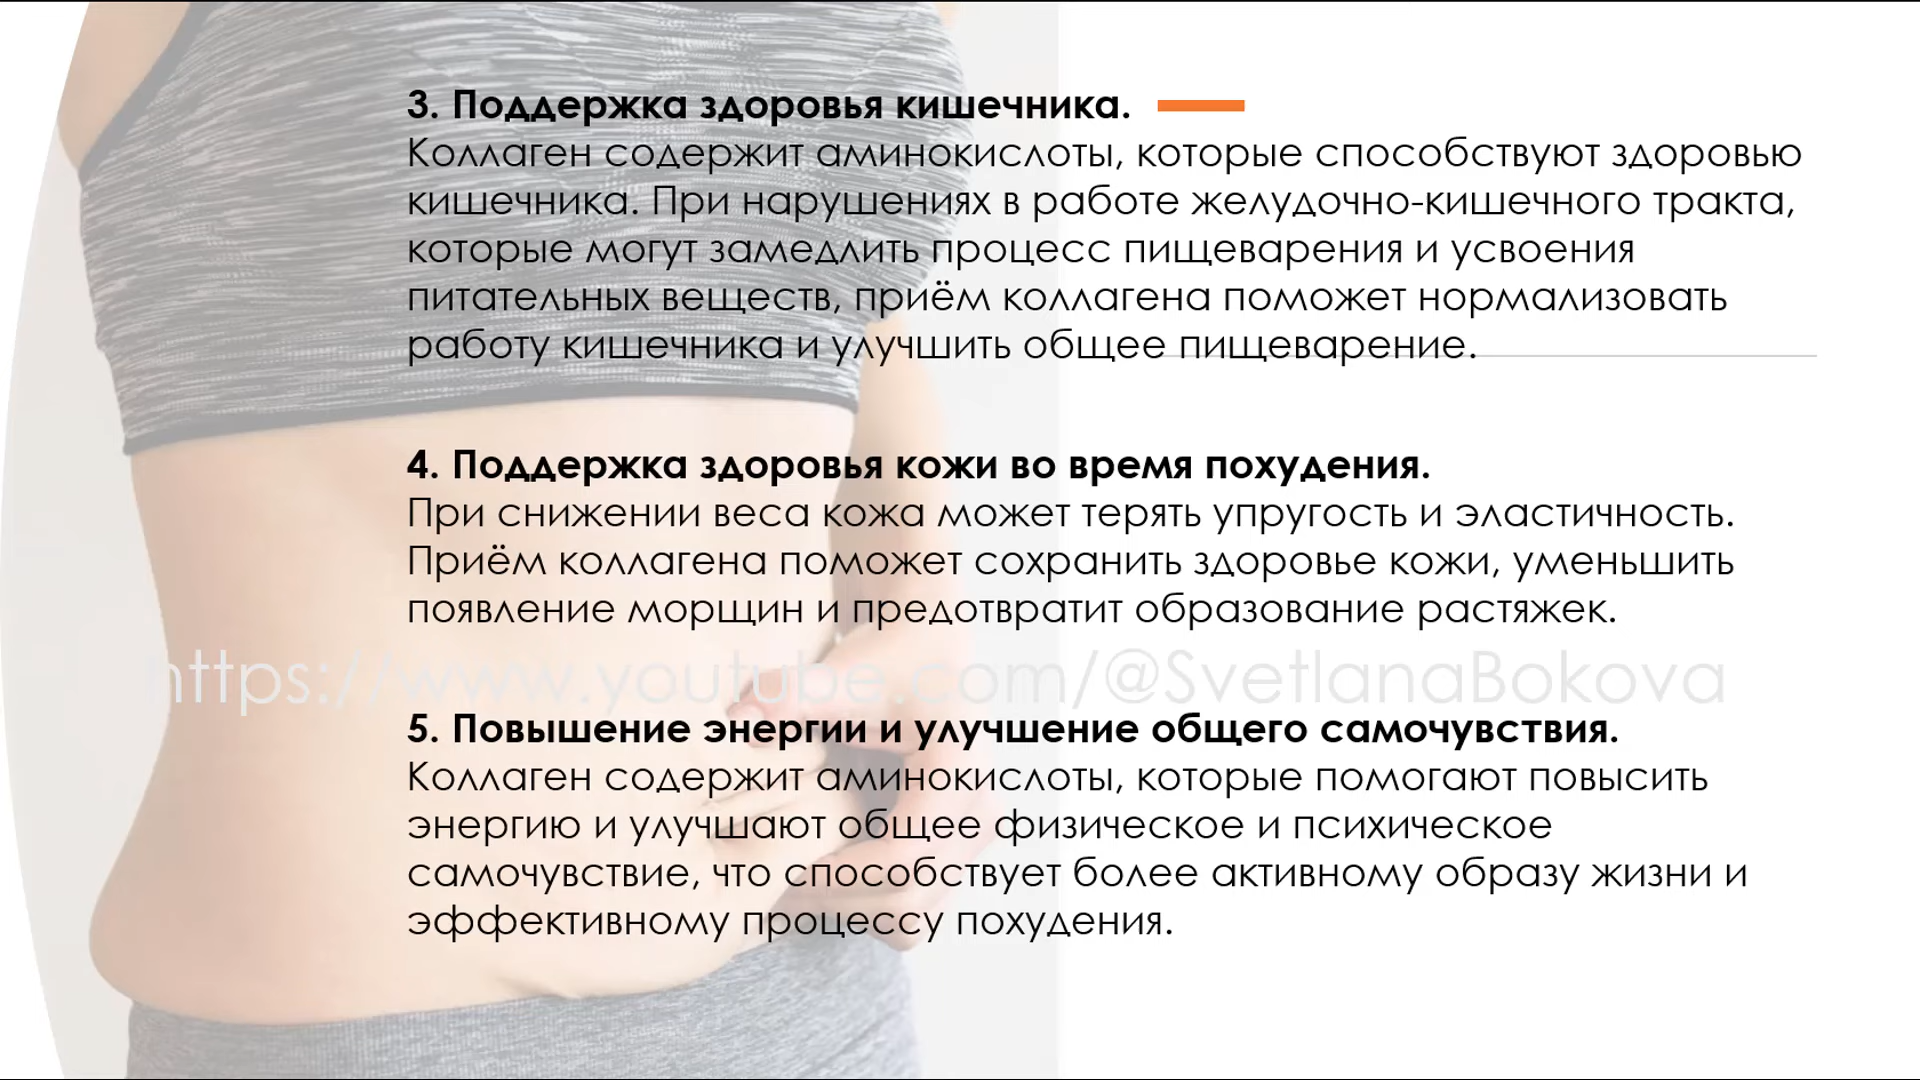 3. Поддержка здоровья кишечника.
Коллаген содержит аминокислоты, которые способствуют здоровью
кишечника. При нарушениях в работе желудочно-кишечного тракта,
которые могут замедлить процесс пищеварения и усвоения
питательных веществ, приём коллагена поможет нормализовать
работу кишечника и улучшить общее пищеварение.
4. Поддержка здоровья кожи во время похудения.
При снижении веса кожа может терять упругость и эластичность.
Приём коллагена поможет сохранить здоровье кожи, уменьшить
появление морщин и предотвратит образование растяжек.
https://www.youtube.com/@SvetlanaBokova
5. Повышение энергии и улучшение общего самочувствия.
Коллаген содержит аминокислоты, которые помогают повысить
энергию и улучшают общее физическое и психическое
самочувствие, что способствует более активному образу жизни и
эффективному процессу похудения.